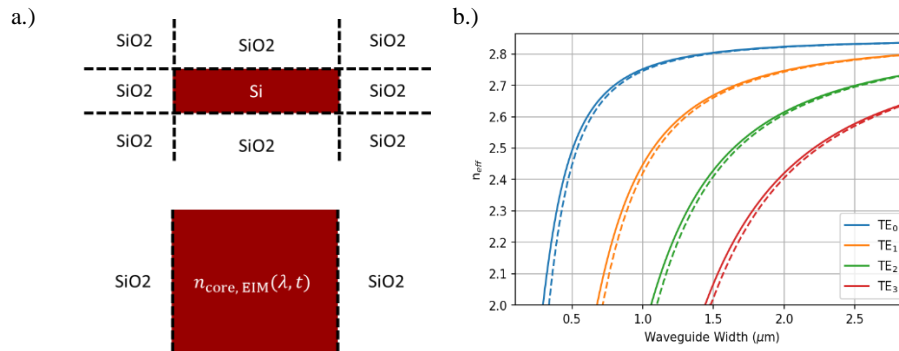 a.)
SiO2 SiO2 SiO2
SiO2 Si SiO2
SiO2 SiO2 SiO2
SiO2 n_core, EIM(λ, t) SiO2
b.)
2.8
2.7
2.6
2.5
2.4
2.3
2.2
2.1
2.0
n_eff
0.5 1.0 1.5 2.0 2.5
Waveguide Width (μm)
TE₀
TE₁
TE₂
TE₃